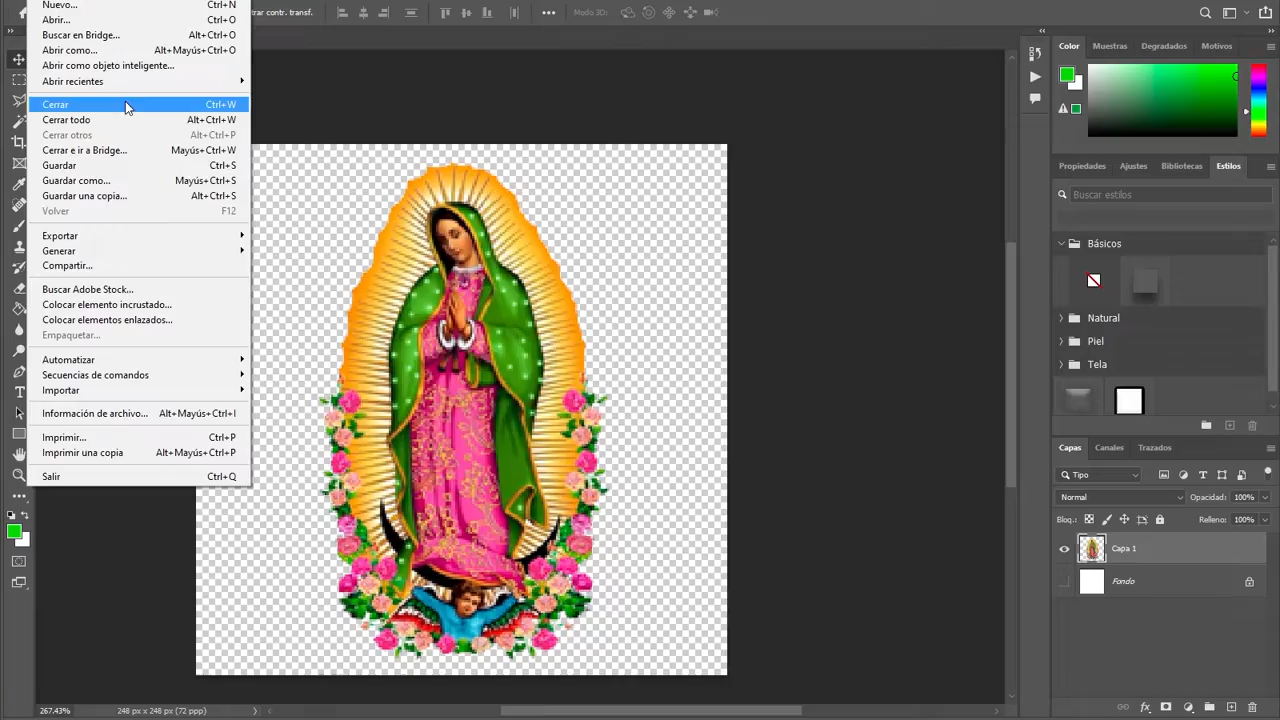 Nuevo... Ctrl+N
Abrir... Ctrl+O
Buscar en Bridge... Alt+Ctrl+O
Abrir como... Alt+Mayús+Ctrl+O
Abrir como objeto inteligente...
Abrir recientes
Cerrar Ctrl+W
Cerrar todo Alt+Ctrl+W
Cerrar otros Alt+Ctrl+P
Cerrar e ir a Bridge... Mayús+Ctrl+W
Guardar Ctrl+S
Guardar como... Mayús+Ctrl+S
Guardar una copia... Alt+Ctrl+S
Volver F12
Exportar
Generar
Compartir...
Buscar Adobe Stock...
Colocar elemento incrustado...
Colocar elementos enlazados...
Empaquetar...
Automatizar
Secuencias de comandos
Importar
Información de archivo... Alt+Mayús+Ctrl+I
Imprimir... Ctrl+P
Imprimir una copia Alt+Mayús+Ctrl+P
Salir Ctrl+Q
trar contr. transf.
Modo 3D:
Color Muestras Degradados Motivos
Propiedades Ajustes Bibliotecas Estilos
Buscar estilos
Básicos
Natural
Piel
Tela
Capas Canales Trazados
Tipo
Normal Opacidad: 100%
Bloq.: Relleno: 100%
Capa 1
Fondo
267.43% 248 px x 248 px (72 ppp)